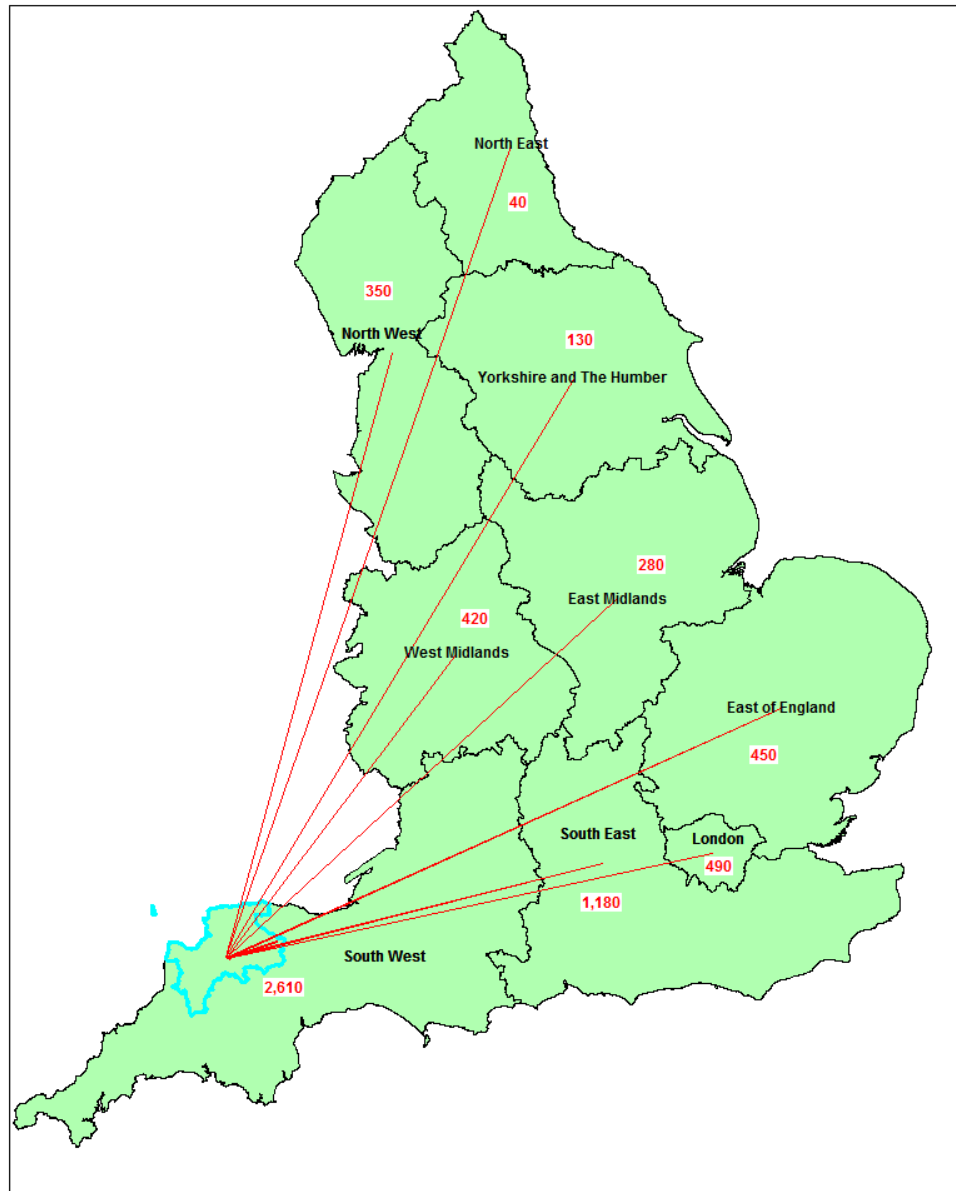 North East
40
350
North West
130
Yorkshire and The Humber
280
East Midlands
420
West Midlands
East of England
450
South East
London
490
1,180
South West
2,610